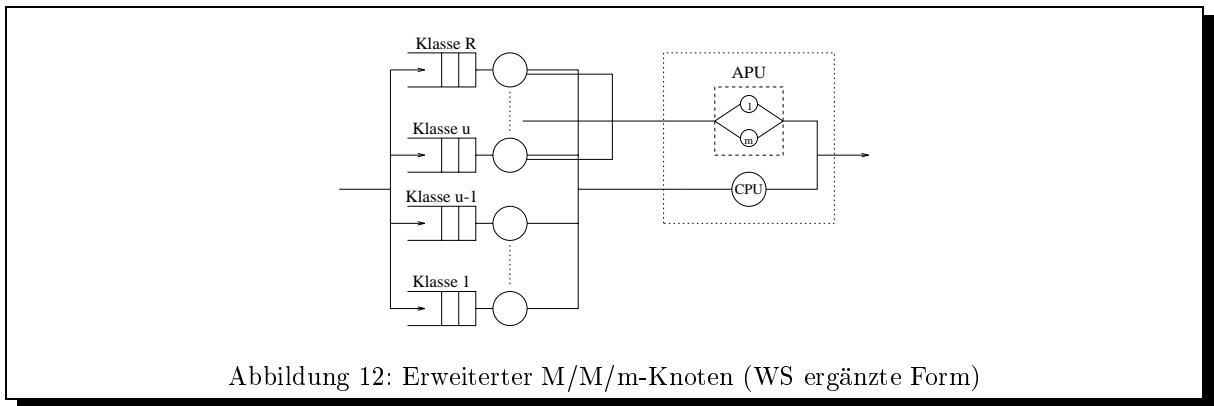 Klasse R
APU
1
Klasse u
m
CPU
Klasse u-1
Klasse 1
Abbildung 12: Erweiterter M/M/m-Knoten (WS ergänzte Form)